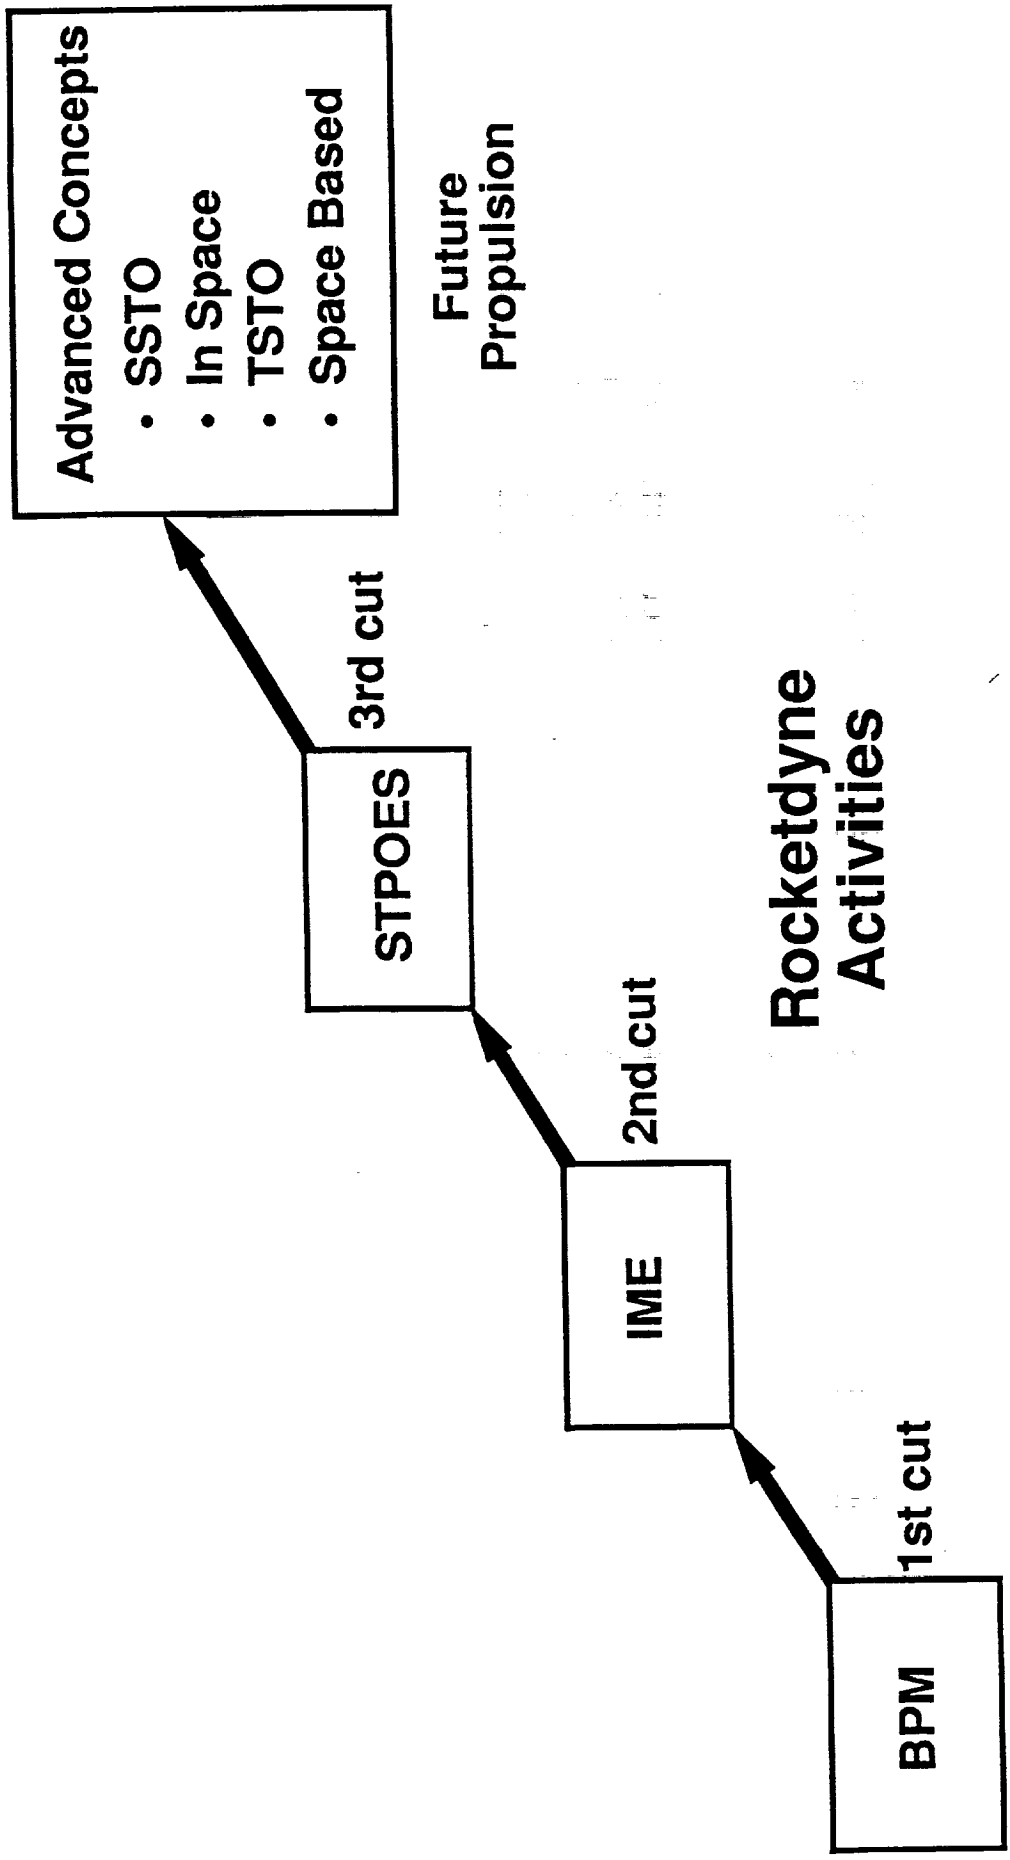 Advanced Concepts
• SSTO
• In Space
• TSTO
• Space Based
Future
Propulsion
STPOES
3rd cut
IME
2nd cut
BPM
1st cut
Rocketdyne
Activities